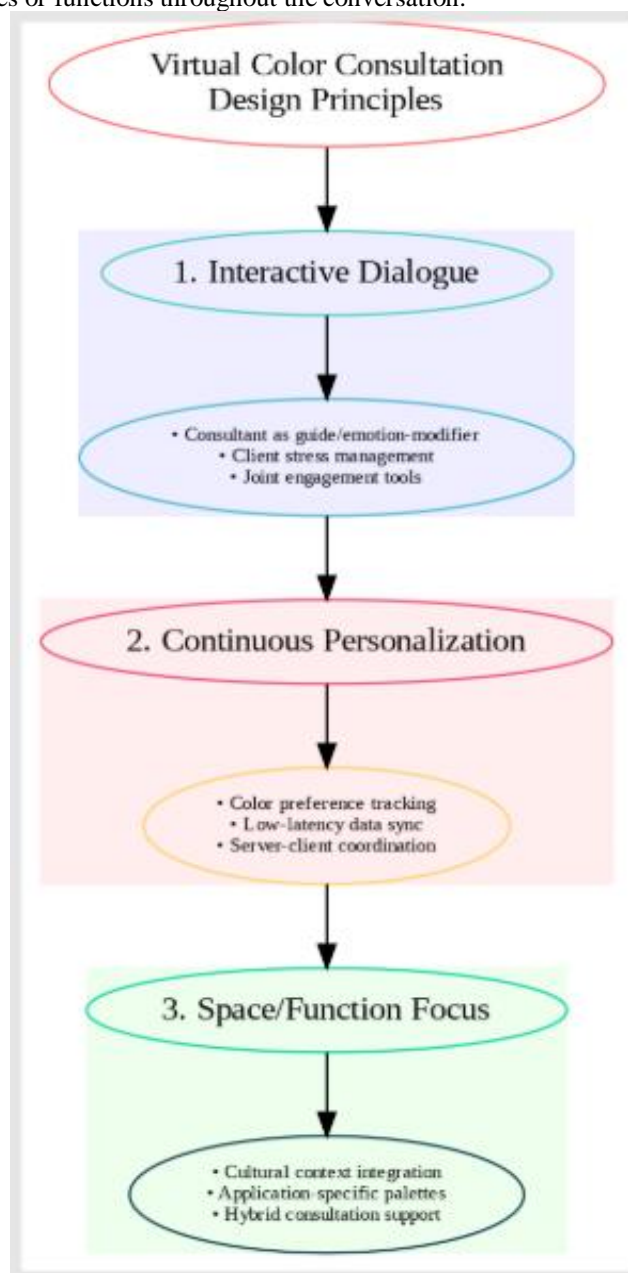 es or functions throughout the conversation.
Virtual Color Consultation
Design Principles
1. Interactive Dialogue
• Consultant as guide/emotion-modifier
• Client stress management
• Joint engagement tools
2. Continuous Personalization
• Color preference tracking
• Low-latency data sync
• Server-client coordination
3. Space/Function Focus
• Cultural context integration
• Application-specific palettes
• Hybrid consultation support